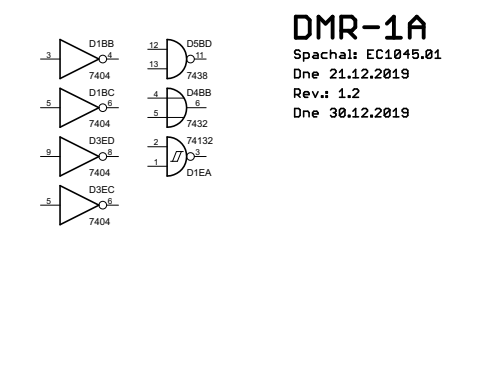 DMR-1A
Spachal: EC1045.01
Dne 21.12.2019
Rev.: 1.2
Dne 30.12.2019
D1BB
3 4
7404
D5BD
12
11
13
7438
D1BC
5 6
7404
D4BB
4
6
5
7432
D3ED
9 8
7404
74132
2
3
1
D1EA
D3EC
5 6
7404